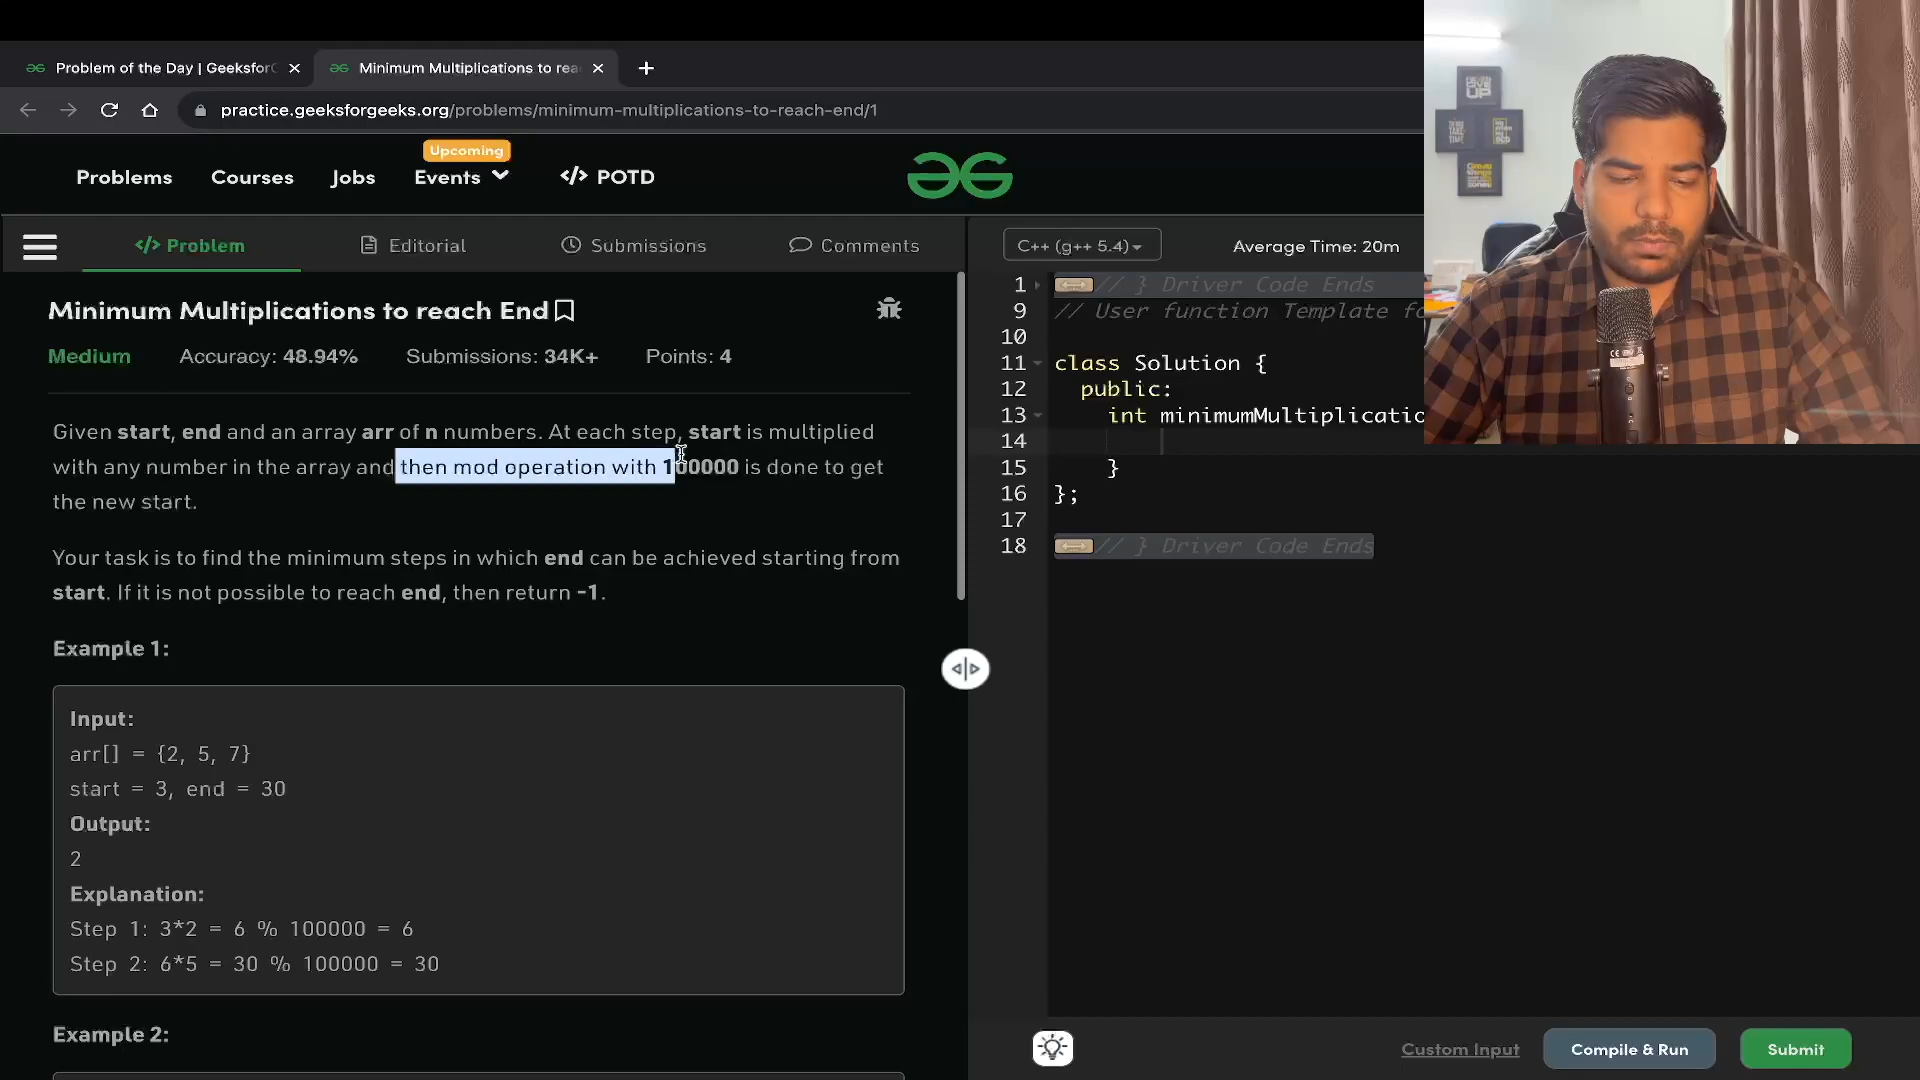 Problem of the Day | GeeksforG
Minimum Multiplications to rea
practice.geeksforgeeks.org/problems/minimum-multiplications-to-reach-end/1
Upcoming
Problems Courses Jobs Events </> POTD
</> Problem Editorial Submissions Comments
Minimum Multiplications to reach End
Medium Accuracy: 48.94% Submissions: 34K+ Points: 4
Given start, end and an array arr of n numbers. At each step, start is multiplied
with any number in the array and then mod operation with 100000 is done to get
the new start.
Your task is to find the minimum steps in which end can be achieved starting from
start. If it is not possible to reach end, then return -1.
Example 1:
Input:
arr[] = {2, 5, 7}
start = 3, end = 30
Output:
2
Explanation:
Step 1: 3*2 = 6 % 100000 = 6
Step 2: 6*5 = 30 % 100000 = 30
Example 2:
C++ (g++ 5.4) Average Time: 20m
1 // } Driver Code Ends
9 // User function Template fo
10
11 class Solution {
12 public:
13 int minimumMultiplicatio
14
15 }
16 };
17
18 // } Driver Code Ends
Custom Input Compile & Run Submit